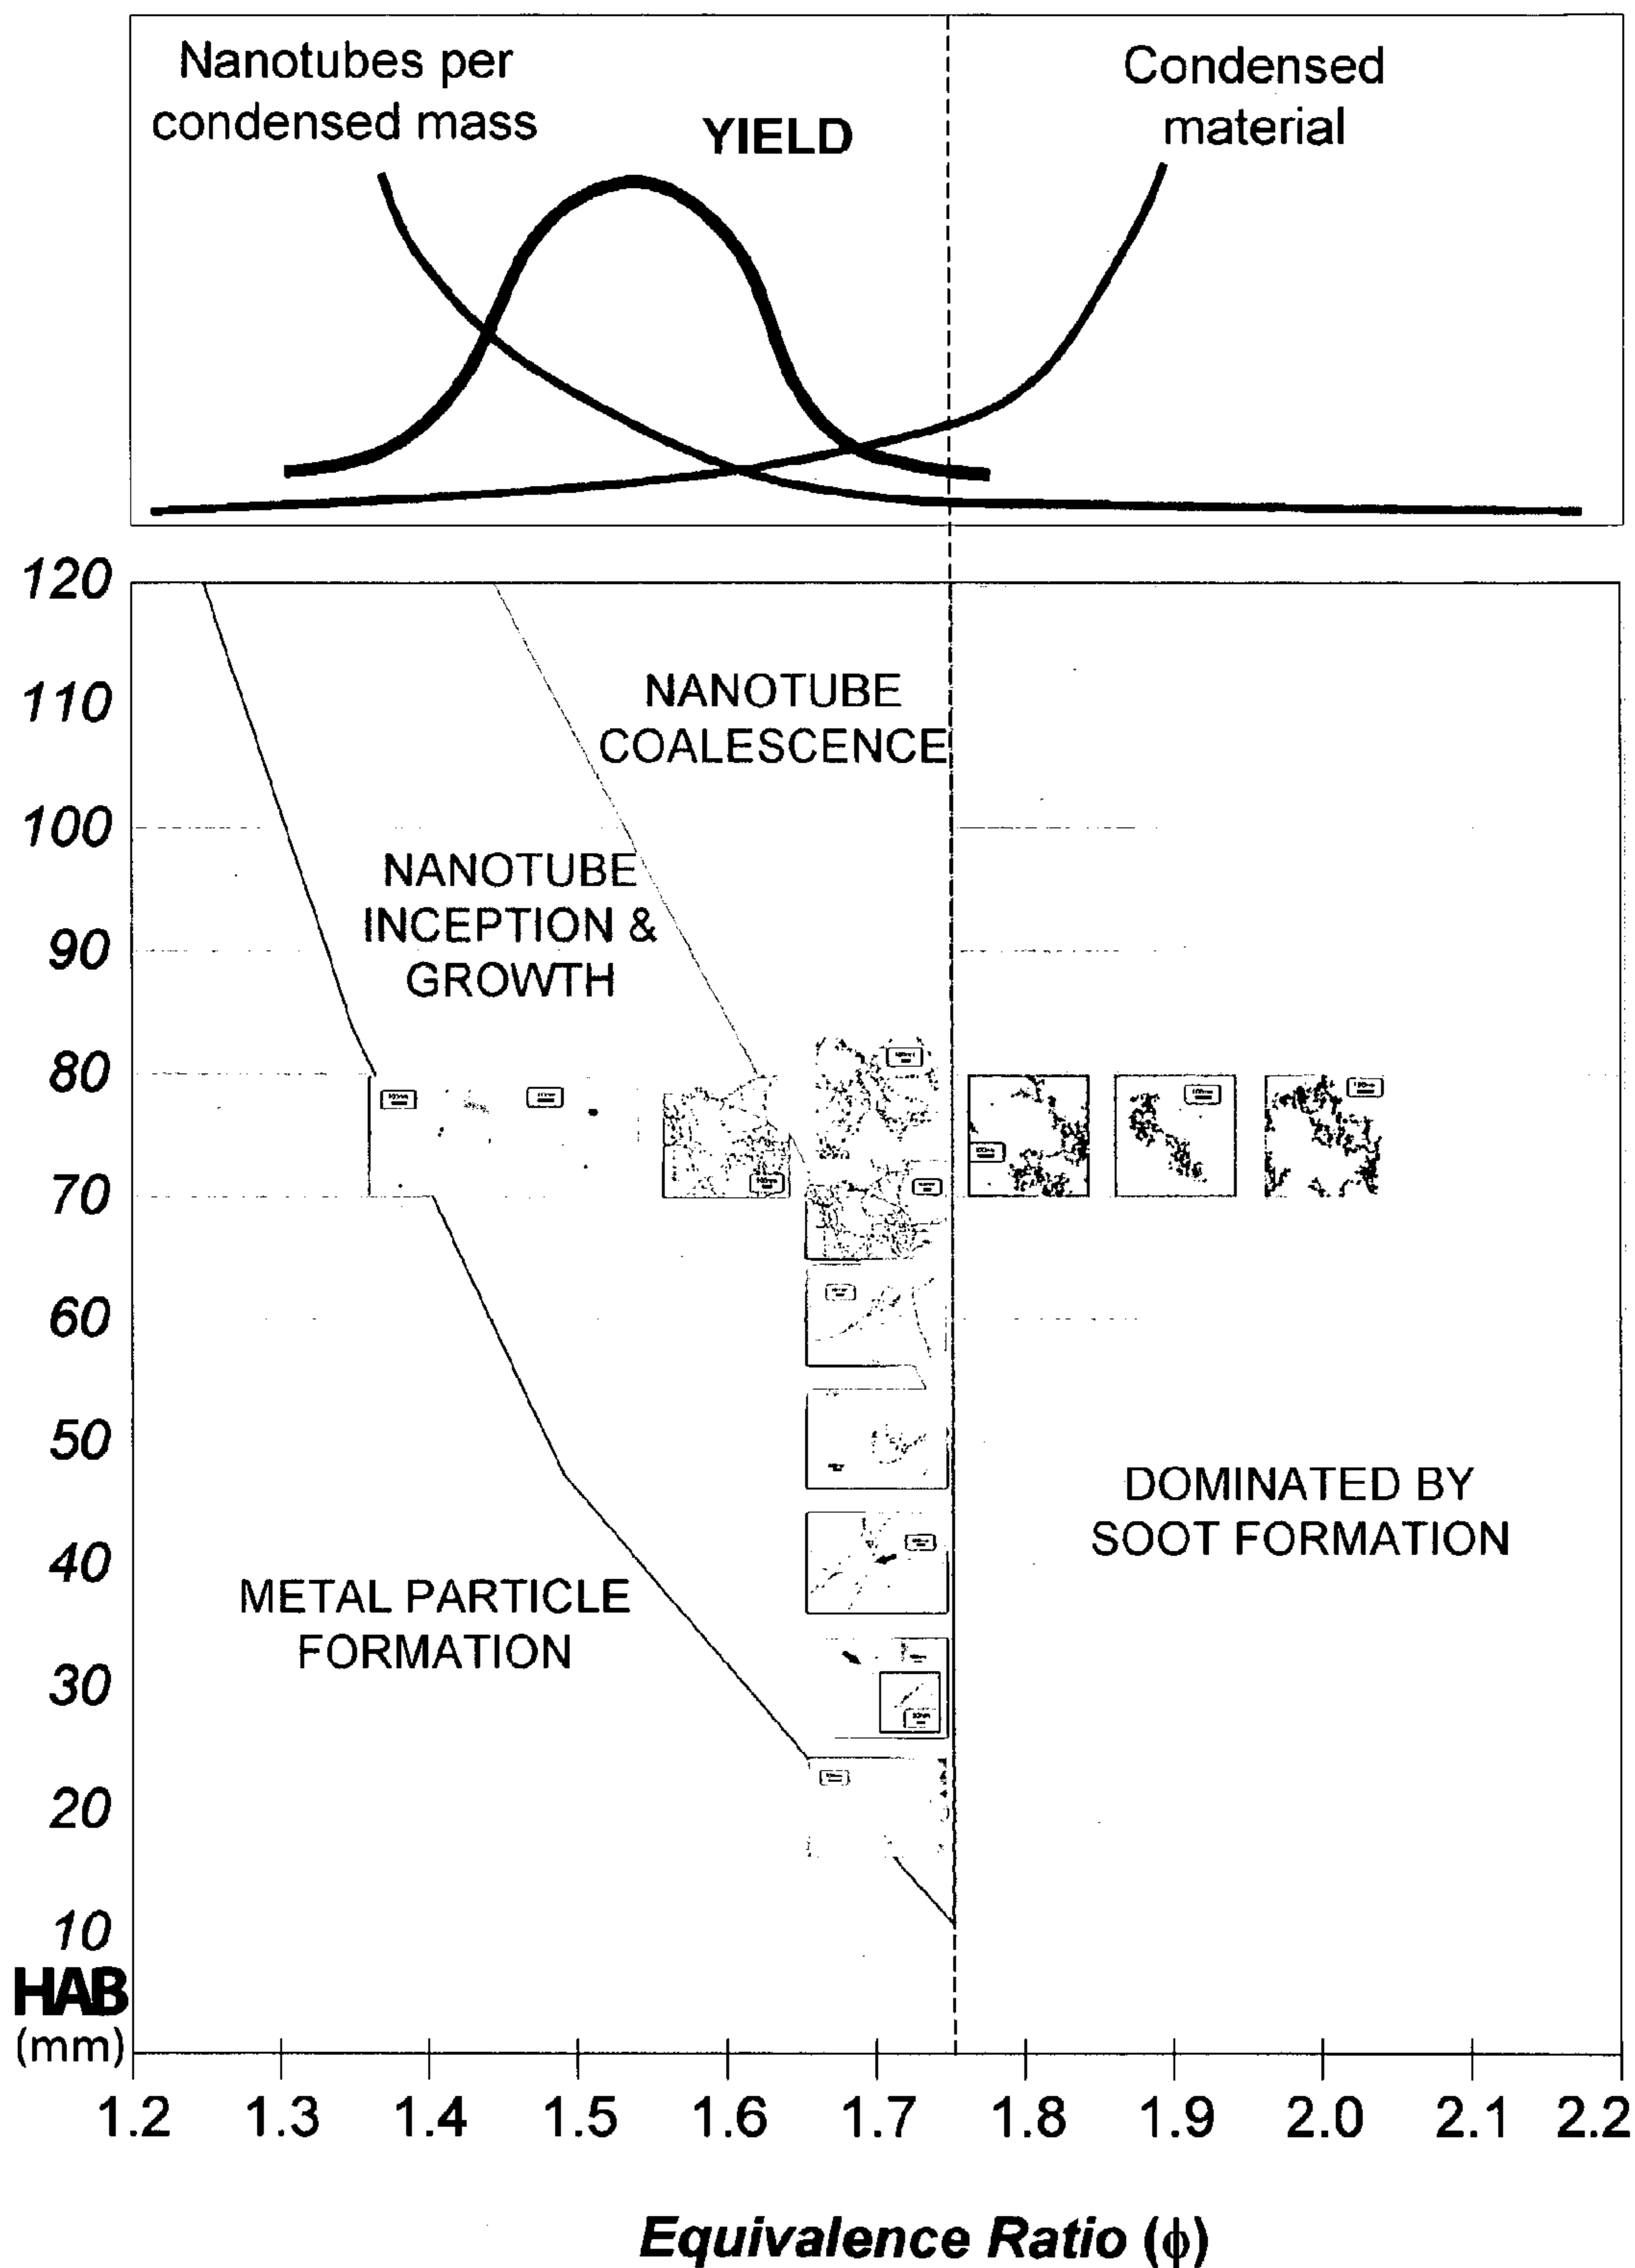 Nanotubes per
condensed mass
YIELD
Condensed
material
120
110
100
90
80
70
60
50
40
30
20
10
HAB
(mm)
NANOTUBE
COALESCENCE
NANOTUBE
INCEPTION &
GROWTH
METAL PARTICLE
FORMATION
DOMINATED BY
SOOT FORMATION
1.2 1.3 1.4 1.5 1.6 1.7 1.8 1.9 2.0 2.1 2.2
Equivalence Ratio (ϕ)